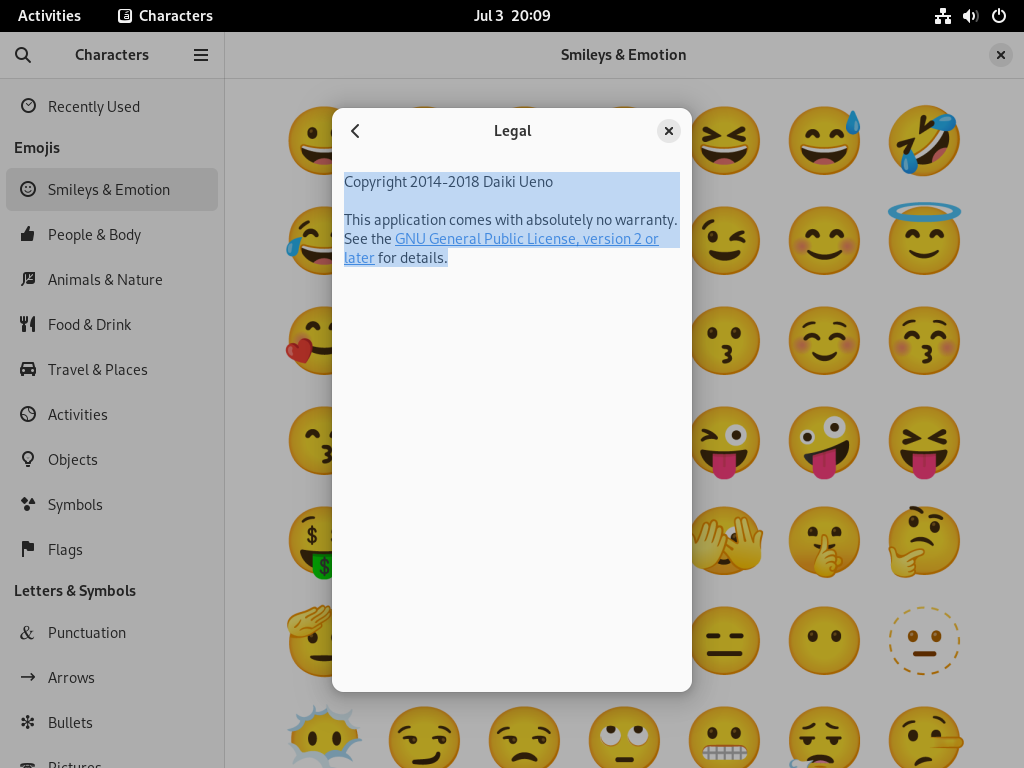 Activities
Characters
Jul 3 20:09
Characters
Smileys & Emotion
Recently Used
Emojis
Smileys & Emotion
People & Body
Animals & Nature
Food & Drink
Travel & Places
Activities
Objects
Symbols
Flags
Letters & Symbols
& Punctuation
Arrows
Bullets
Pictures
Legal
Copyright 2014-2018 Daiki Ueno
This application comes with absolutely no warranty.
See the GNU General Public License, version 2 or
later for details.